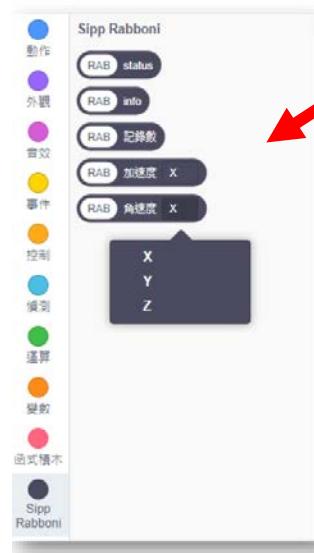 Sipp Rabboni
動作
外觀
音效
事件
控制
偵測
運算
變數
函式積木
Sipp
Rabboni
RAB status
RAB info
RAB 記錄數
RAB 加速度 X
RAB 角速度 X
X
Y
Z